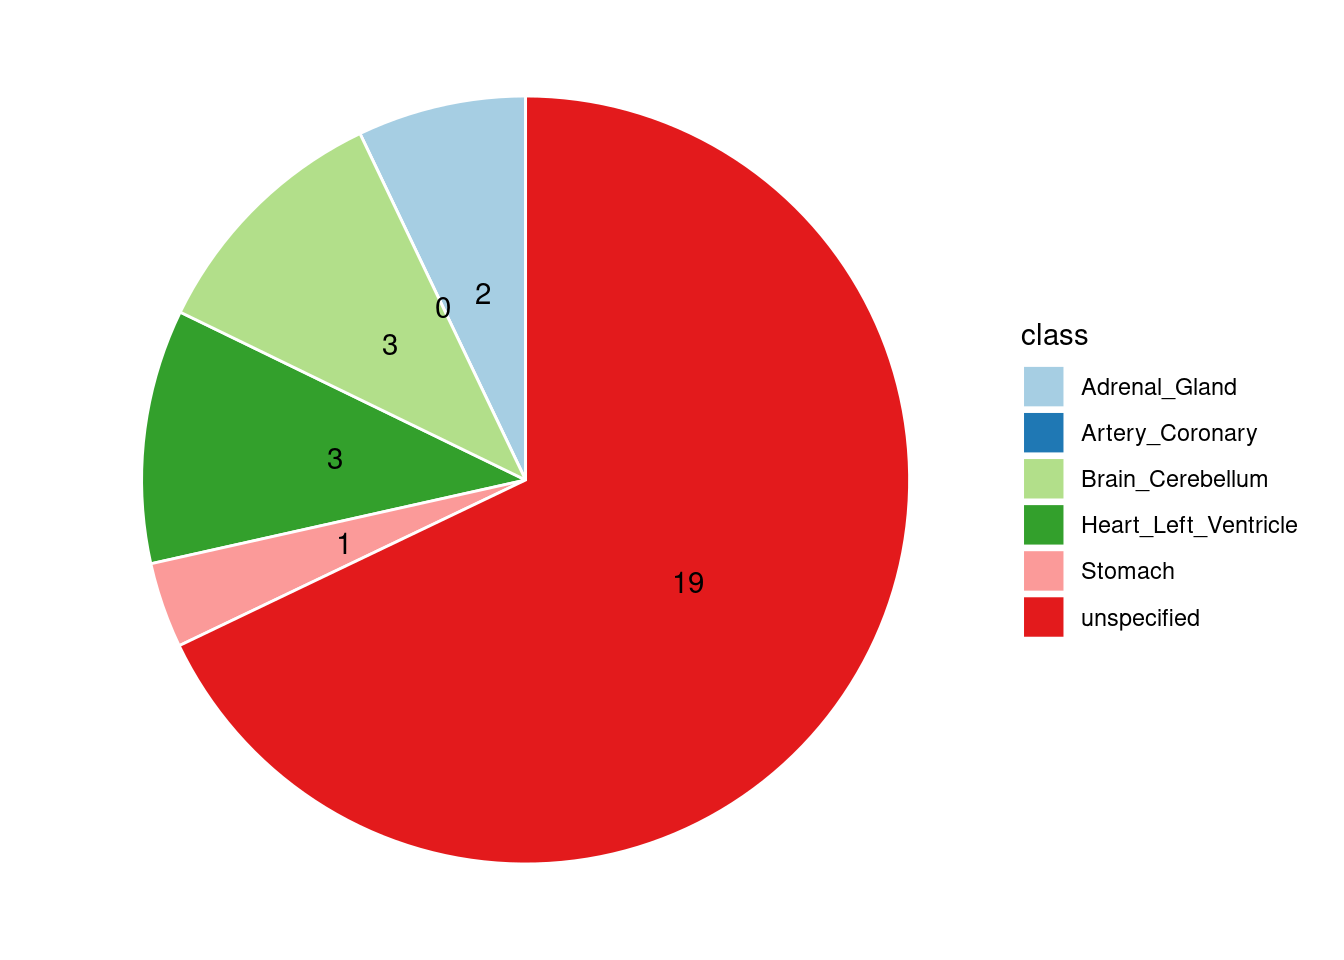 2
0
3
3
1
19
class
Adrenal_Gland
Artery_Coronary
Brain_Cerebellum
Heart_Left_Ventricle
Stomach
unspecified